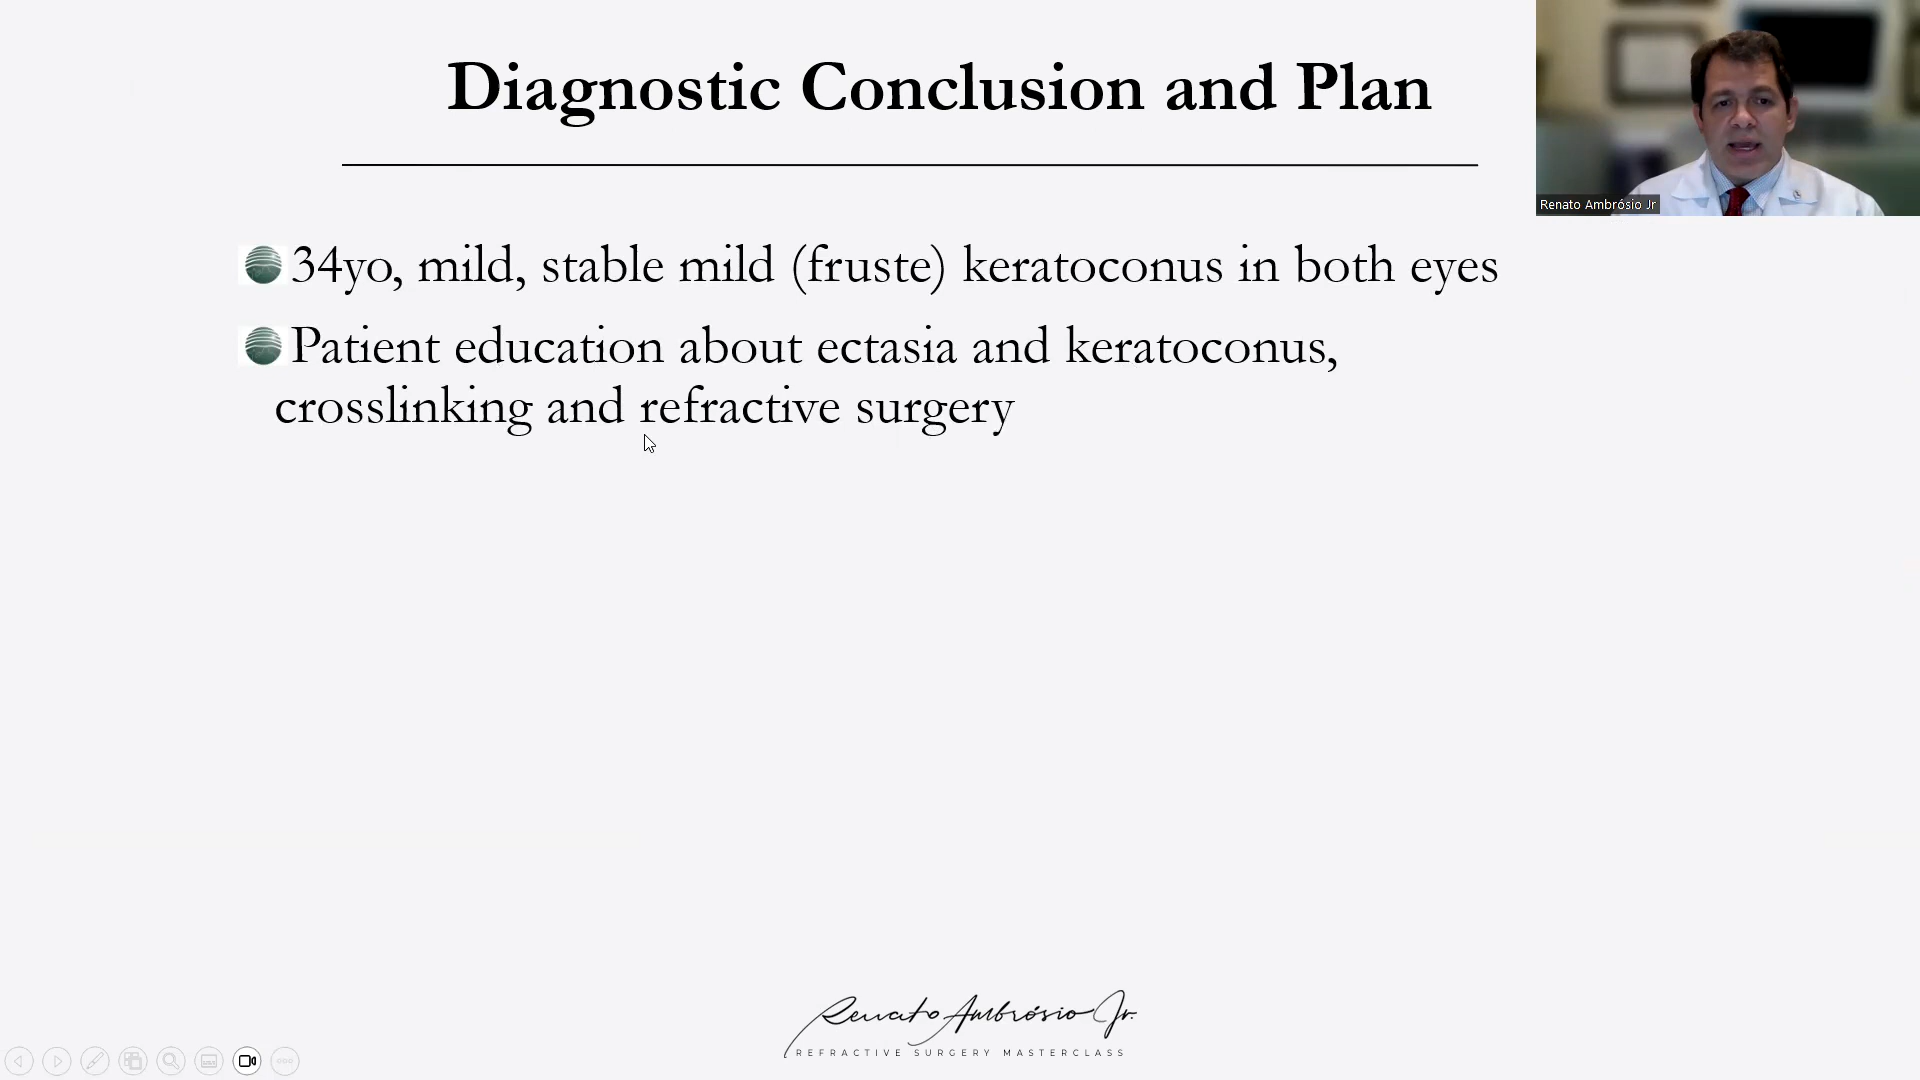 Diagnostic Conclusion and Plan
Renato Ambrósio Jr
34yo, mild, stable mild (fruste) keratoconus in both eyes
Patient education about ectasia and keratoconus,
crosslinking and refractive surgery
Renato Ambrósio Jr.
REFRACTIVE SURGERY MASTERCLASS